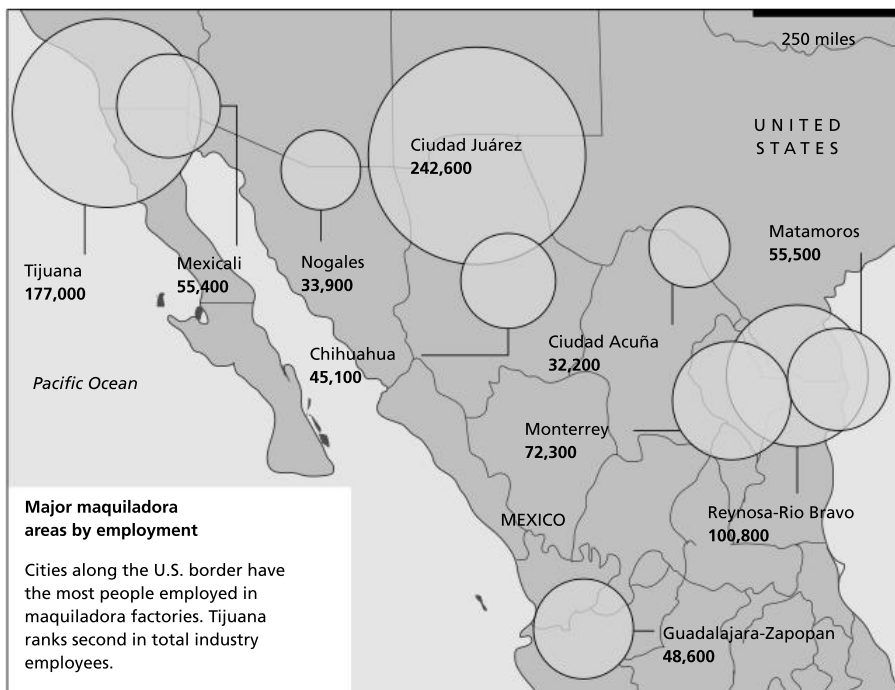 250 miles
UNITED
STATES
Ciudad Juárez
242,600
Matamoros
55,500
Tijuana
177,000
Mexicali
55,400
Nogales
33,900
Chihuahua
45,100
Ciudad Acuña
32,200
Pacific Ocean
Monterrey
72,300
Reynosa-Rio Bravo
100,800
MEXICO
Guadalajara-Zapopan
48,600
Major maquiladora
areas by employment
Cities along the U.S. border have
the most people employed in
maquiladora factories. Tijuana
ranks second in total industry
employees.